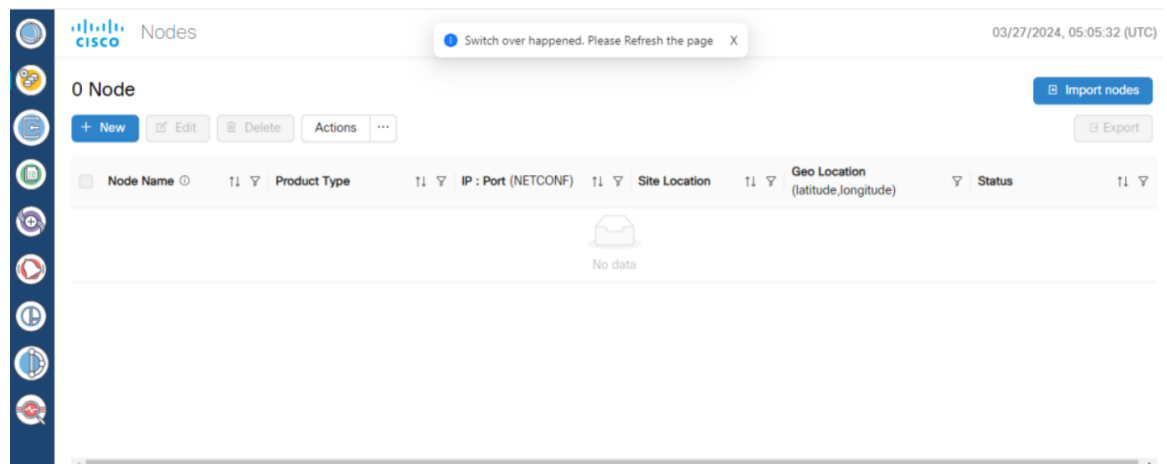 CISCO Nodes
Switch over happened. Please Refresh the page X
03/27/2024, 05:05:32 (UTC)
0 Node
Import nodes
+ New Edit Delete Actions ...
Export
Node Name Product Type IP : Port (NETCONF) Site Location Geo Location Status
(latitude,longitude)
No data